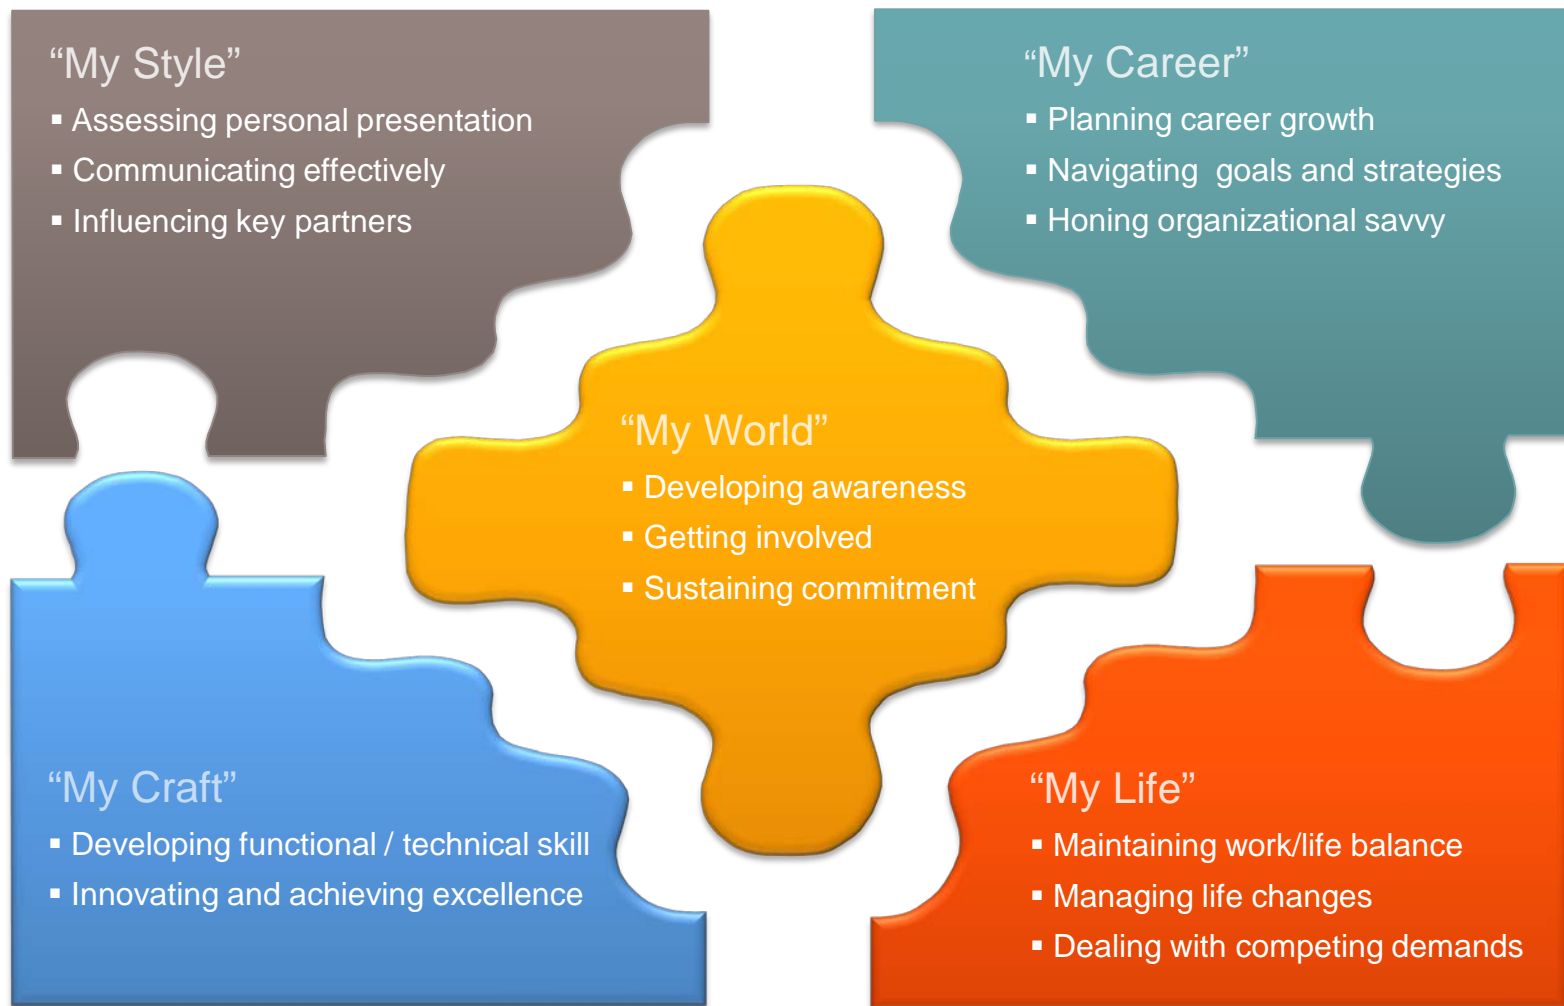 “My Style”
▪ Assessing personal presentation
▪ Communicating effectively
▪ Influencing key partners
“My Career”
▪ Planning career growth
▪ Navigating  goals and strategies
▪ Honing organizational savvy
“My World”
▪ Developing awareness
▪ Getting involved
▪ Sustaining commitment
“My Craft”
▪ Developing functional / technical skill
▪ Innovating and achieving excellence
“My Life”
▪ Maintaining work/life balance
▪ Managing life changes
▪ Dealing with competing demands